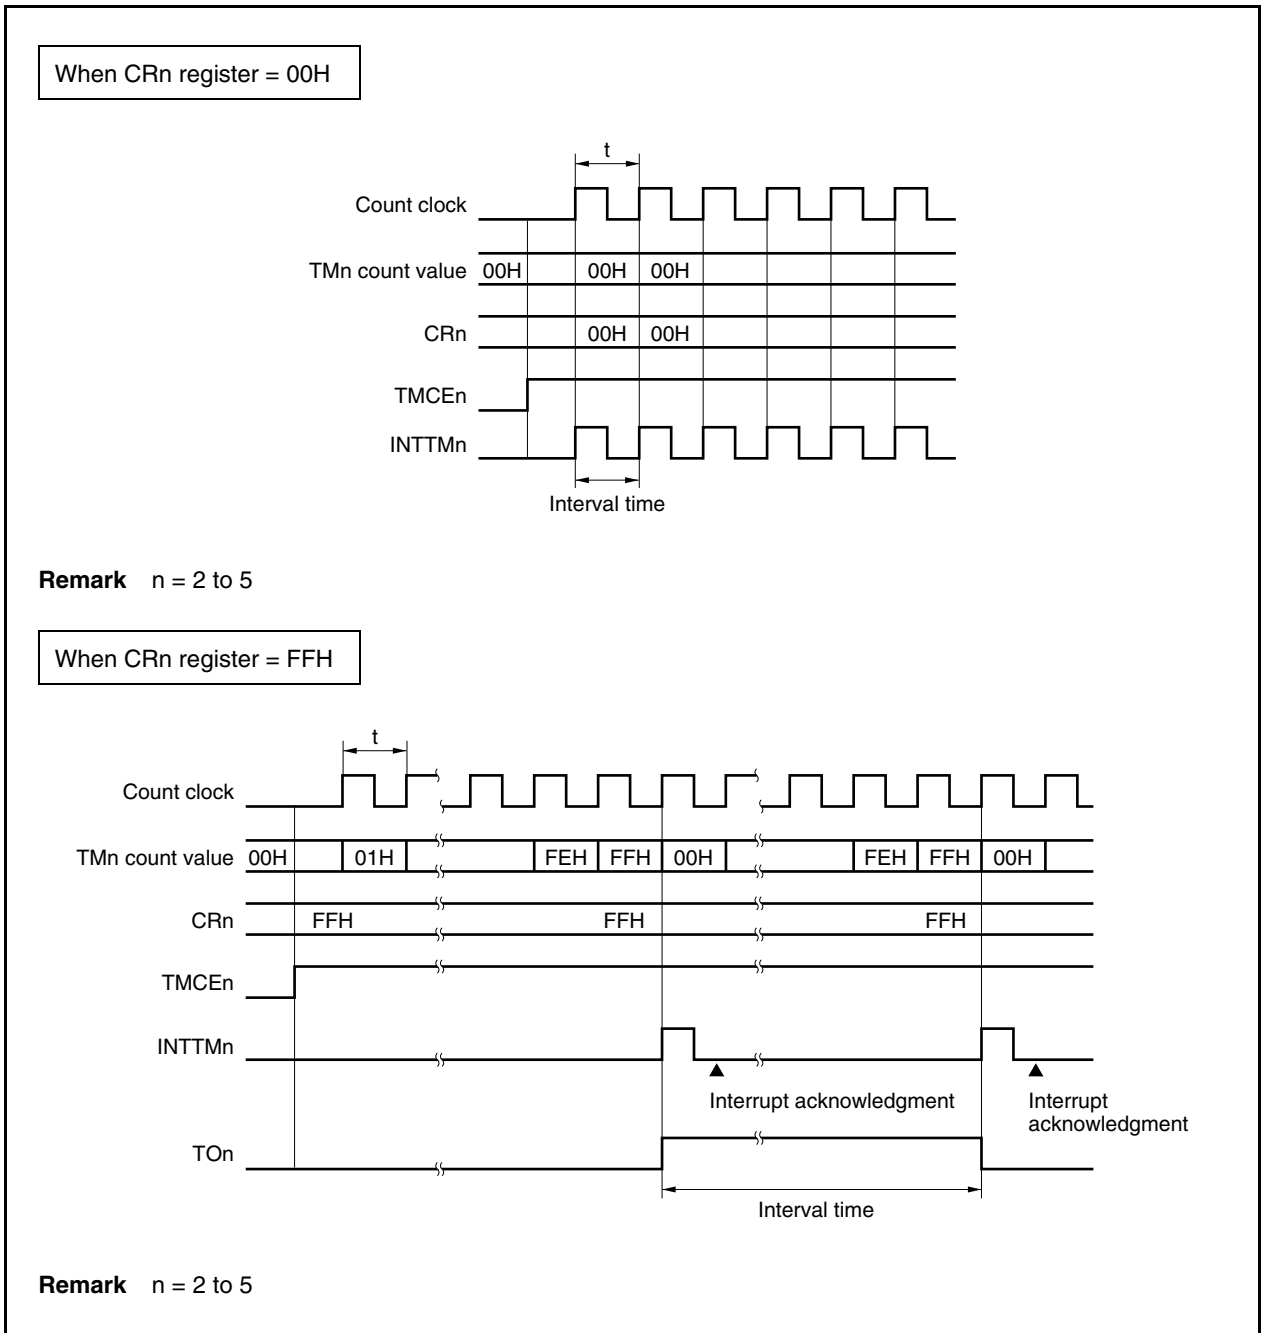 When CRn register = 00H
t
Count clock
TMn count value 00H 00H 00H
CRn 00H 00H
TMCEn
INTTMn
Interval time
Remark n = 2 to 5
When CRn register = FFH
t
Count clock
TMn count value 00H 01H FEH FFH 00H FEH FFH 00H
CRn FFH FFH FFH
TMCEn
INTTMn
Interrupt acknowledgment Interrupt
acknowledgment
TOn
Interval time
Remark n = 2 to 5